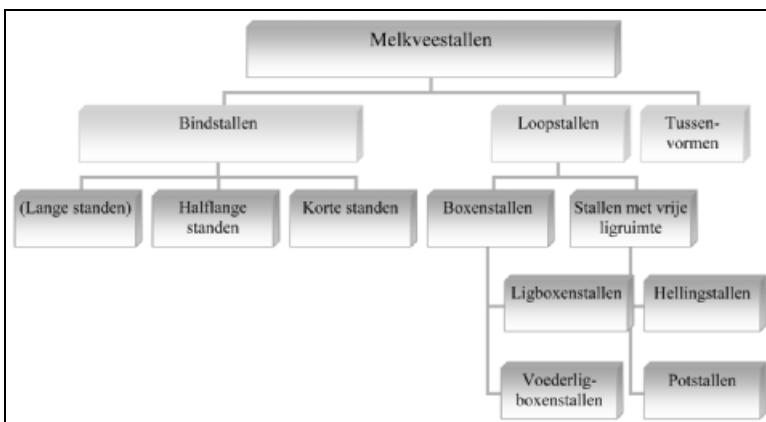 Melkveestallen
Bindstallen
Loopstallen
Tussen-
vormen
(Lange standen)
Halflange
standen
Korte standen
Boxenstallen
Stallen met vrije
ligruimte
Ligboxenstallen
Hellingstallen
Voederlig-
boxenstallen
Potstallen